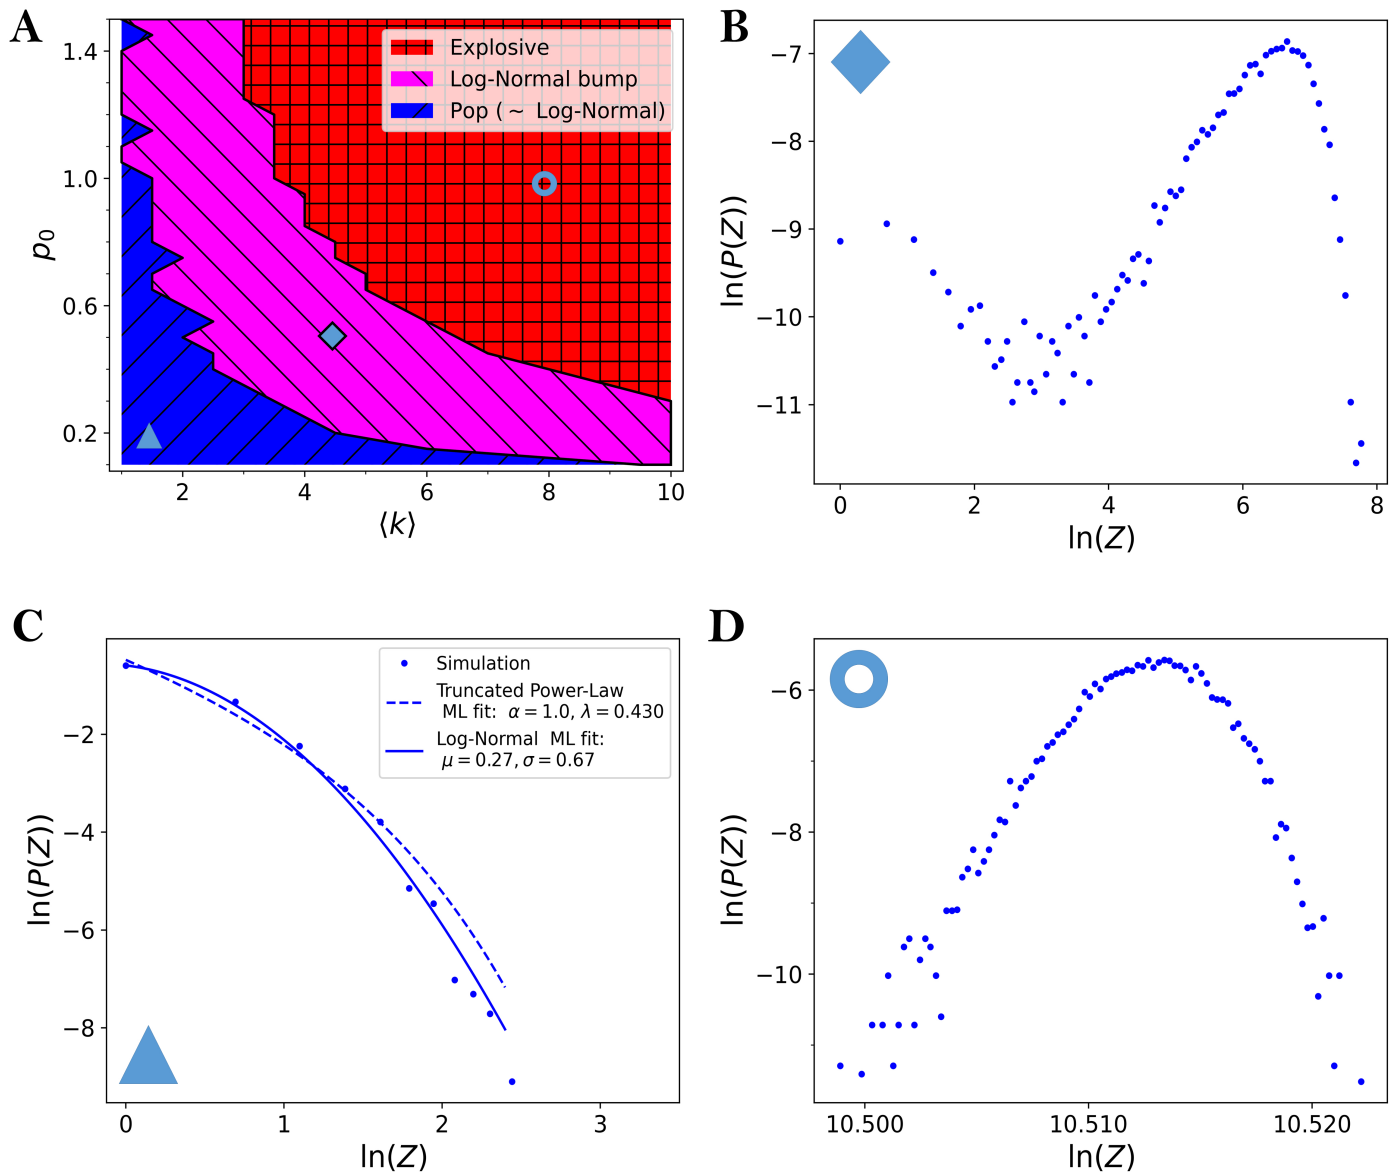 A
1.4
1.0
0.6
0.2
p0
Explosive
Log-Normal bump
Pop ( ∼ Log-Normal)
2 4 6 8 10
⟨k⟩
B
−7
−8
−9
−10
−11
ln(P(Z))
0 2 4 6 8
ln(Z)
C
−2
−4
−6
−8
ln(P(Z))
Simulation
Truncated Power-Law
ML fit: α = 1.0, λ = 0.430
Log-Normal ML fit:
μ = 0.27, σ = 0.67
0 1 2 3
ln(Z)
D
−6
−8
−10
ln(P(Z))
10.500 10.510 10.520
ln(Z)